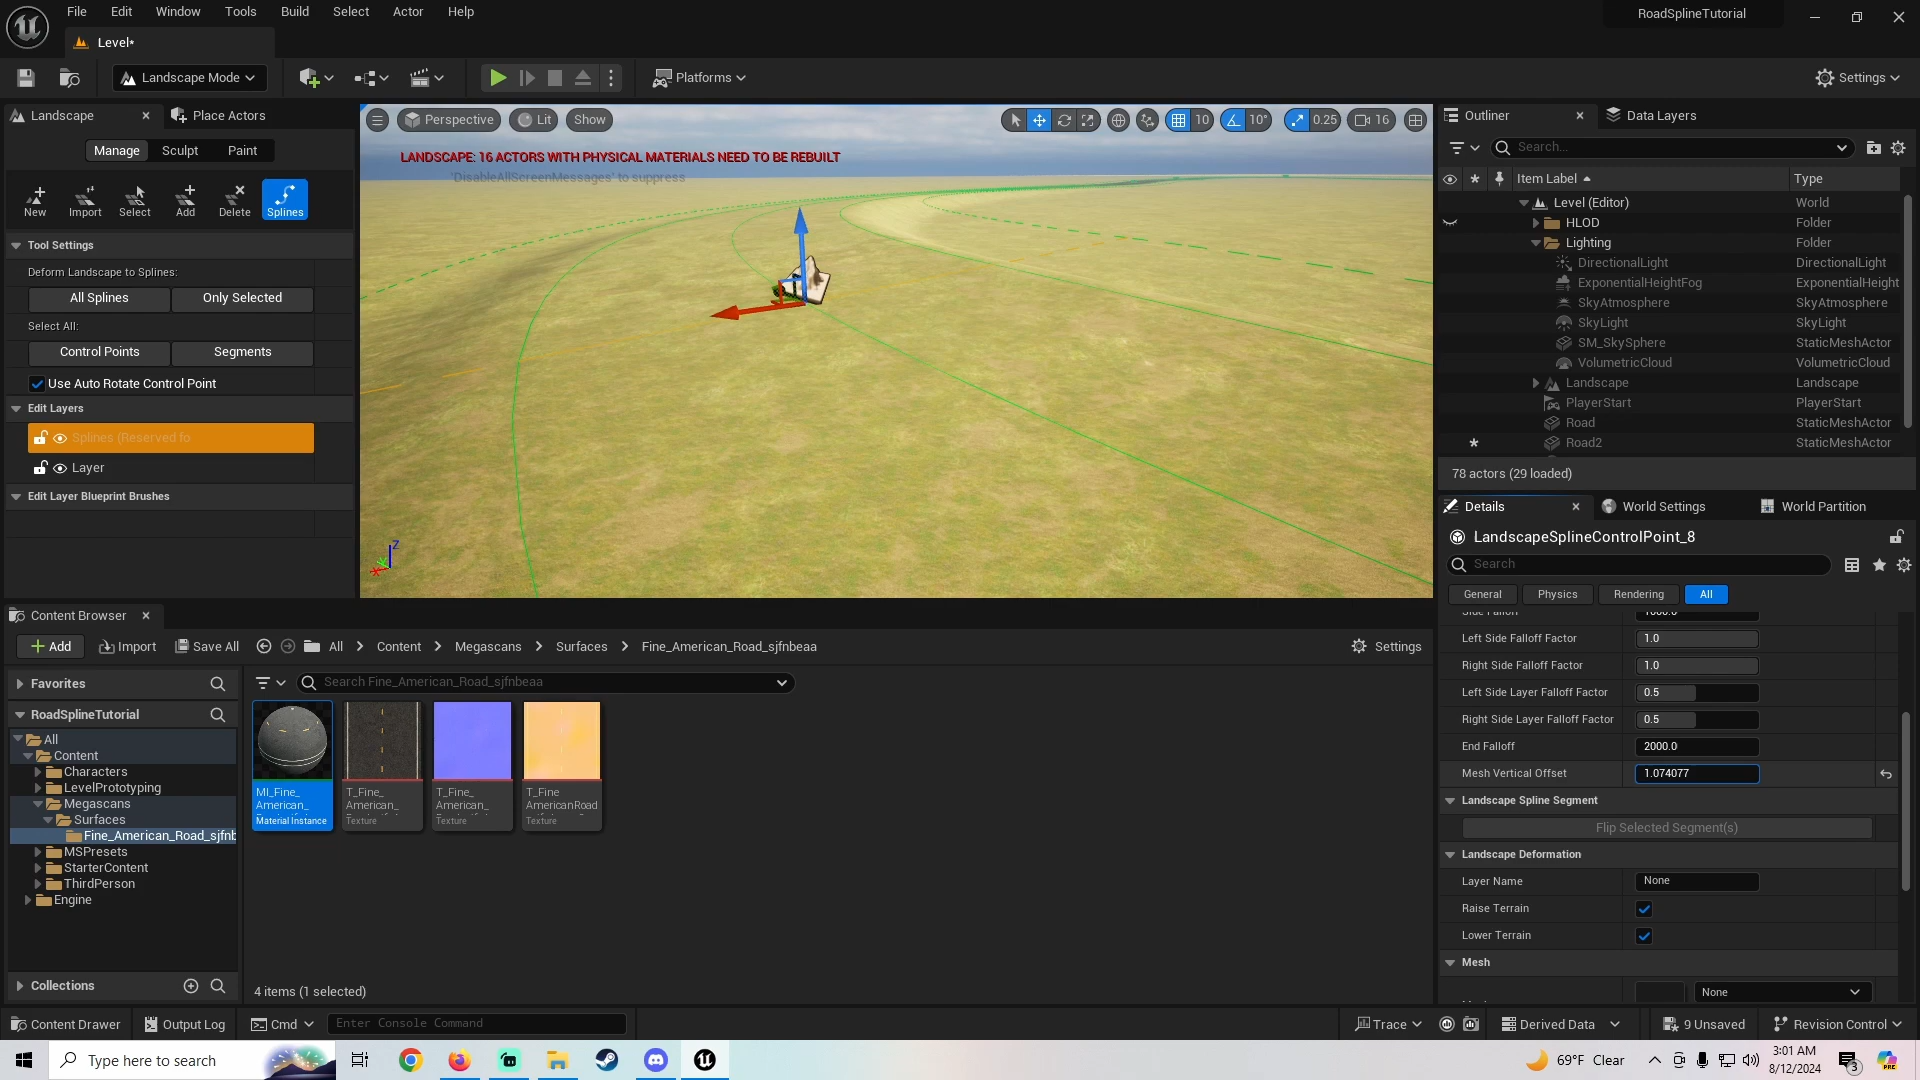 File Edit Window Tools Build Select Actor Help
RoadSplineTutorial
Level*
Landscape Mode
Platforms
Settings
Landscape
Place Actors
Manage Sculpt Paint
New Import Select Add Delete Splines
Tool Settings
Deform Landscape to Splines:
All Splines Only Selected
Select All:
Control Points Segments
Use Auto Rotate Control Point
Edit Layers
Splines (Reserved fo
Layer
Edit Layer Blueprint Brushes
Perspective Lit Show
10 10° 0.25 16
LANDSCAPE: 16 ACTORS WITH PHYSICAL MATERIALS NEED TO BE REBUILT
'DisableAllScreenMessages' to suppress
Z
Outliner Data Layers
Search...
Item Label Type
Level (Editor) World
HLOD Folder
Lighting Folder
DirectionalLight DirectionalLight
ExponentialHeightFog ExponentialHeight
SkyAtmosphere SkyAtmosphere
SkyLight SkyLight
SM_SkySphere StaticMeshActor
VolumetricCloud VolumetricCloud
Landscape Landscape
PlayerStart PlayerStart
Road StaticMeshActor
Road2 StaticMeshActor
78 actors (29 loaded)
Details World Settings World Partition
LandscapeSplineControlPoint_8
Search
General Physics Rendering All
Side Falloff 1000.0
Left Side Falloff Factor 1.0
Right Side Falloff Factor 1.0
Left Side Layer Falloff Factor 0.5
Right Side Layer Falloff Factor 0.5
End Falloff 2000.0
Mesh Vertical Offset 1.074077
Landscape Spline Segment
Flip Selected Segment(s)
Landscape Deformation
Layer Name None
Raise Terrain
Lower Terrain
Mesh
None
Content Browser
Add Import Save All All Content Megascans Surfaces Fine_American_Road_sjfnbeaa Settings
Favorites
Search Fine_American_Road_sjfnbeaa
RoadSplineTutorial
All
Content
Characters
LevelPrototyping
Megascans
Surfaces
Fine_American_Road_sjfnb
MSPresets
StarterContent
ThirdPerson
Engine
Collections
MI_Fine_
American_
Material Instance
T_Fine_
American_
Texture
T_Fine_
American_
Texture
T_Fine
AmericanRoad
Texture
4 items (1 selected)
Content Drawer Output Log Cmd Enter Console Command Trace Derived Data 9 Unsaved Revision Control
Type here to search
69°F Clear
3:01 AM
8/12/2024
3
PRE